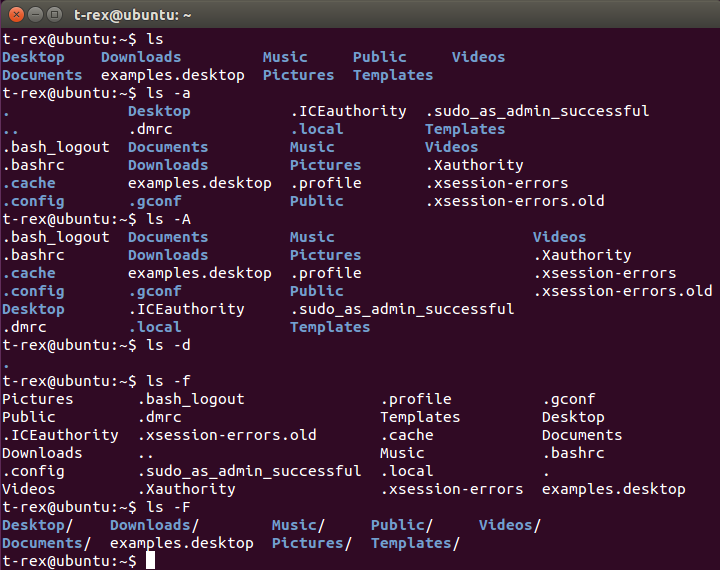 t-rex@ubuntu: ~
t-rex@ubuntu:~$ ls
Desktop    Downloads         Music     Public     Videos
Documents  examples.desktop  Pictures  Templates
t-rex@ubuntu:~$ ls -a
.             Desktop           .ICEauthority  .sudo_as_admin_successful
..            .dmrc             .local         Templates
.bash_logout  Documents         Music          Videos
.bashrc       Downloads         Pictures       .Xauthority
.cache        examples.desktop  .profile       .xsession-errors
.config       .gconf            Public         .xsession-errors.old
t-rex@ubuntu:~$ ls -A
.bash_logout  Documents         Music                      Videos
.bashrc       Downloads         Pictures                   .Xauthority
.cache        examples.desktop  .profile                   .xsession-errors
.config       .gconf            Public                     .xsession-errors.old
Desktop       .ICEauthority     .sudo_as_admin_successful
.dmrc         .local            Templates
t-rex@ubuntu:~$ ls -d
.
t-rex@ubuntu:~$ ls -f
Pictures       .bash_logout               .profile          .gconf
Public         .dmrc                      Templates         Desktop
.ICEauthority  .xsession-errors.old       .cache            Documents
Downloads      ..                         Music             .bashrc
.config        .sudo_as_admin_successful  .local            .
Videos         .Xauthority                .xsession-errors  examples.desktop
t-rex@ubuntu:~$ ls -F
Desktop/    Downloads/        Music/     Public/     Videos/
Documents/  examples.desktop  Pictures/  Templates/
t-rex@ubuntu:~$